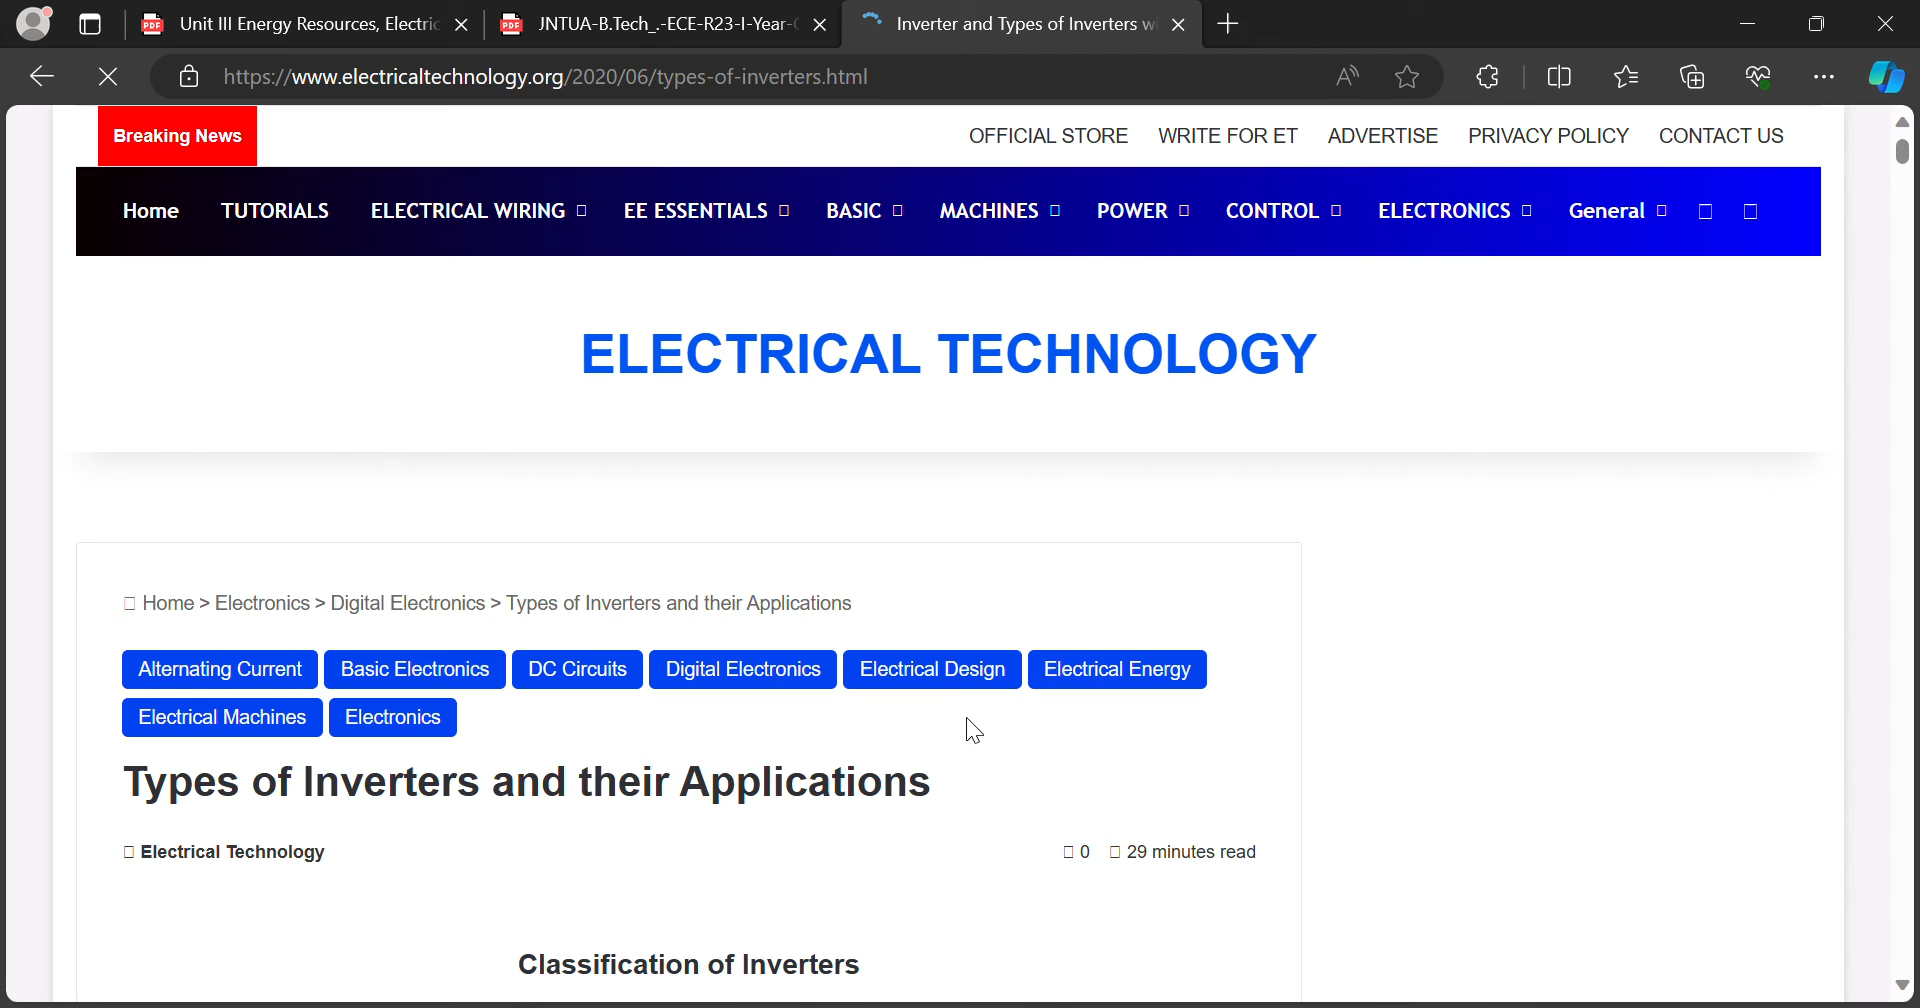 Unit III Energy Resources, Electric
JNTUA-B.Tech_.-ECE-R23-I-Year-
Inverter and Types of Inverters w
https://www.electricaltechnology.org/2020/06/types-of-inverters.html
Breaking News
OFFICIAL STORE WRITE FOR ET ADVERTISE PRIVACY POLICY CONTACT US
Home TUTORIALS ELECTRICAL WIRING EE ESSENTIALS BASIC MACHINES POWER CONTROL ELECTRONICS General
ELECTRICAL TECHNOLOGY
Home > Electronics > Digital Electronics > Types of Inverters and their Applications
Alternating Current Basic Electronics DC Circuits Digital Electronics Electrical Design Electrical Energy
Electrical Machines Electronics
Types of Inverters and their Applications
Electrical Technology 0 29 minutes read
Classification of Inverters